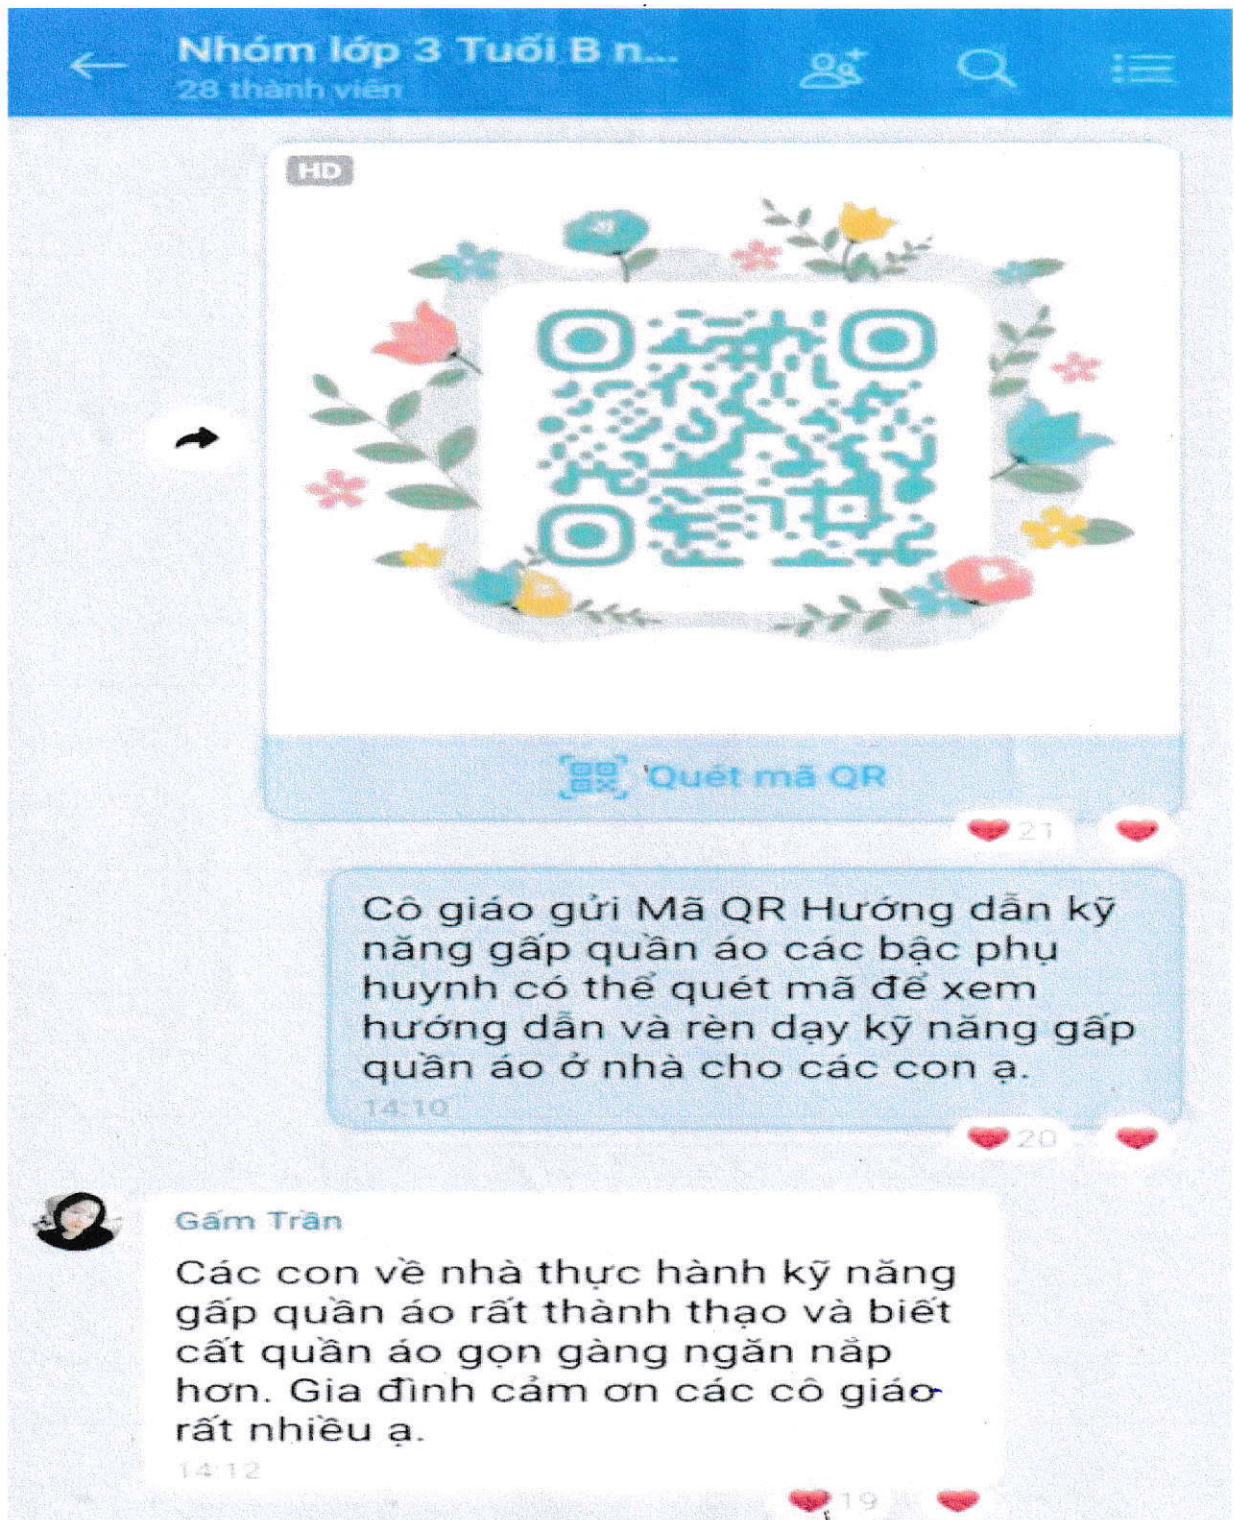 Nhóm lớp 3 Tuổi B n...
28 thành viên
HD
Quét mã QR
21
Cô giáo gửi Mã QR Hướng dẫn kỹ
năng gấp quần áo các bậc phụ
huynh có thể quét mã để xem
hướng dẫn và rèn dạy kỹ năng gấp
quần áo ở nhà cho các con ạ.
14:10
20
Gấm Trần
Các con về nhà thực hành kỹ năng
gấp quần áo rất thành thạo và biết
cất quần áo gọn gàng ngăn nắp
hơn. Gia đình cảm ơn các cô giáo
rất nhiều ạ.
14:12
19